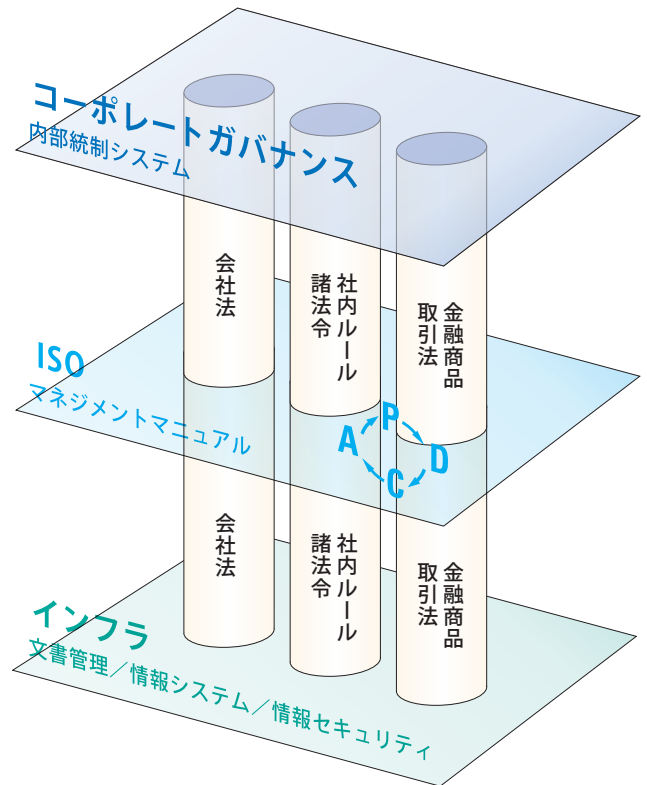 コーポレートガバナンス
内部統制システム
会社法
社内ルール
諸法令
金融商品
取引法
ISO
マネジメントマニュアル
P
D
C
A
会社法
社内ルール
諸法令
金融商品
取引法
インフラ
文書管理／情報システム／情報セキュリティ